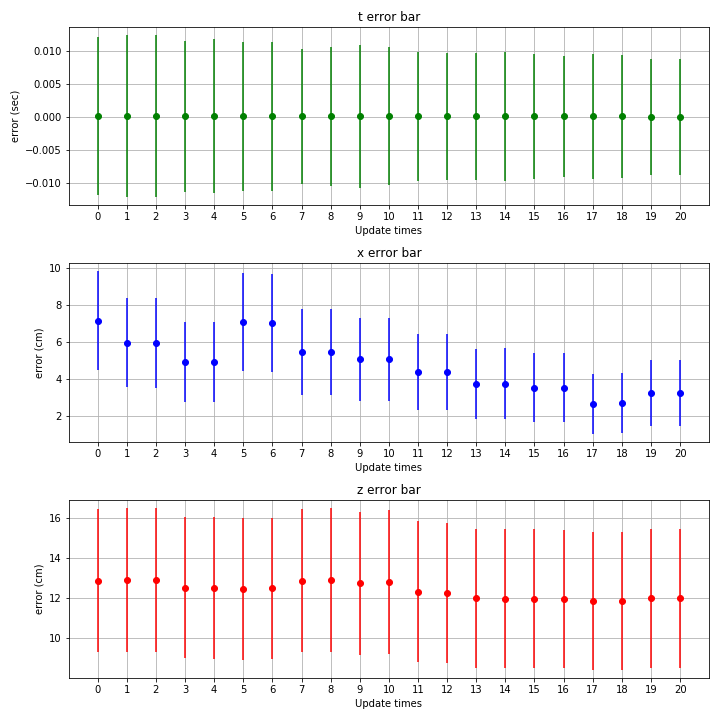 t error bar
0.010
0.005
0.000
−0.005
−0.010
error (sec)
0 1 2 3 4 5 6 7 8 9 10 11 12 13 14 15 16 17 18 19 20
Update times
x error bar
10
8
6
4
2
error (cm)
0 1 2 3 4 5 6 7 8 9 10 11 12 13 14 15 16 17 18 19 20
Update times
z error bar
16
14
12
10
error (cm)
0 1 2 3 4 5 6 7 8 9 10 11 12 13 14 15 16 17 18 19 20
Update times